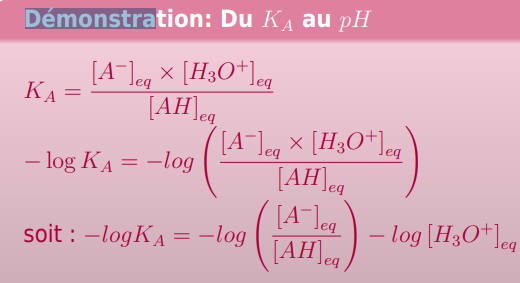 Démonstration: Du $K_A$ au $pH$
$K_A = \frac{[A^-]_{eq} \times [H_3O^+]_{eq}}{[AH]_{eq}}$
$-\log K_A = -log \left( \frac{[A^-]_{eq} \times [H_3O^+]_{eq}}{[AH]_{eq}} \right)$
soit : $-logK_A = -log \left( \frac{[A^-]_{eq}}{[AH]_{eq}} \right) - log\,[H_3O^+]_{eq}$